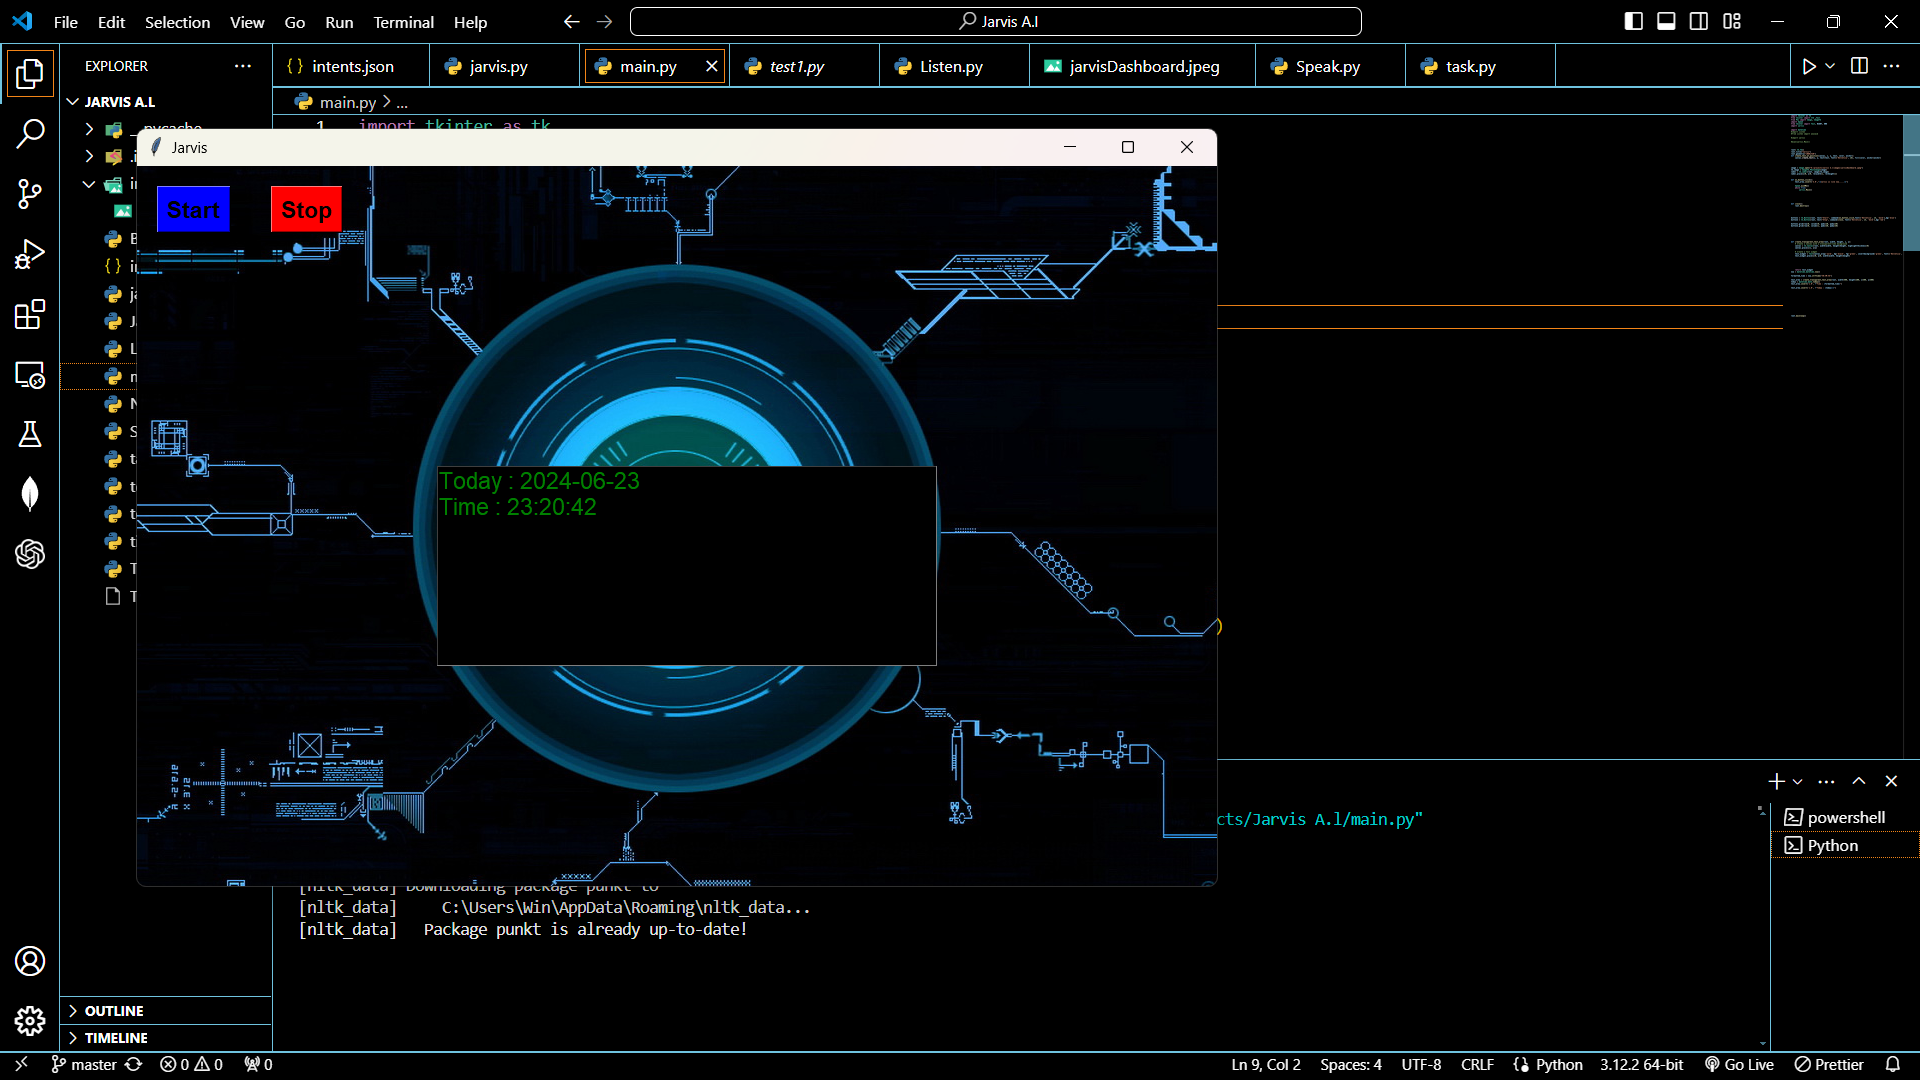 File Edit Selection View Go Run Terminal Help
Jarvis A.I
EXPLORER
intents.json
jarvis.py
main.py
test1.py
Listen.py
jarvisDashboard.jpeg
Speak.py
task.py
JARVIS A.L
main.py > ...
1 import tkinter as tk
Jarvis
Start
Stop
Today : 2024-06-23
Time : 23:20:42
cts/Jarvis A.l/main.py"
powershell
Python
[nltk_data] Downloading package punkt to
[nltk_data] C:\Users\Win\AppData\Roaming\nltk_data...
[nltk_data] Package punkt is already up-to-date!
OUTLINE
TIMELINE
master 0 0 0 Ln 9, Col 2 Spaces: 4 UTF-8 CRLF Python 3.12.2 64-bit Go Live Prettier